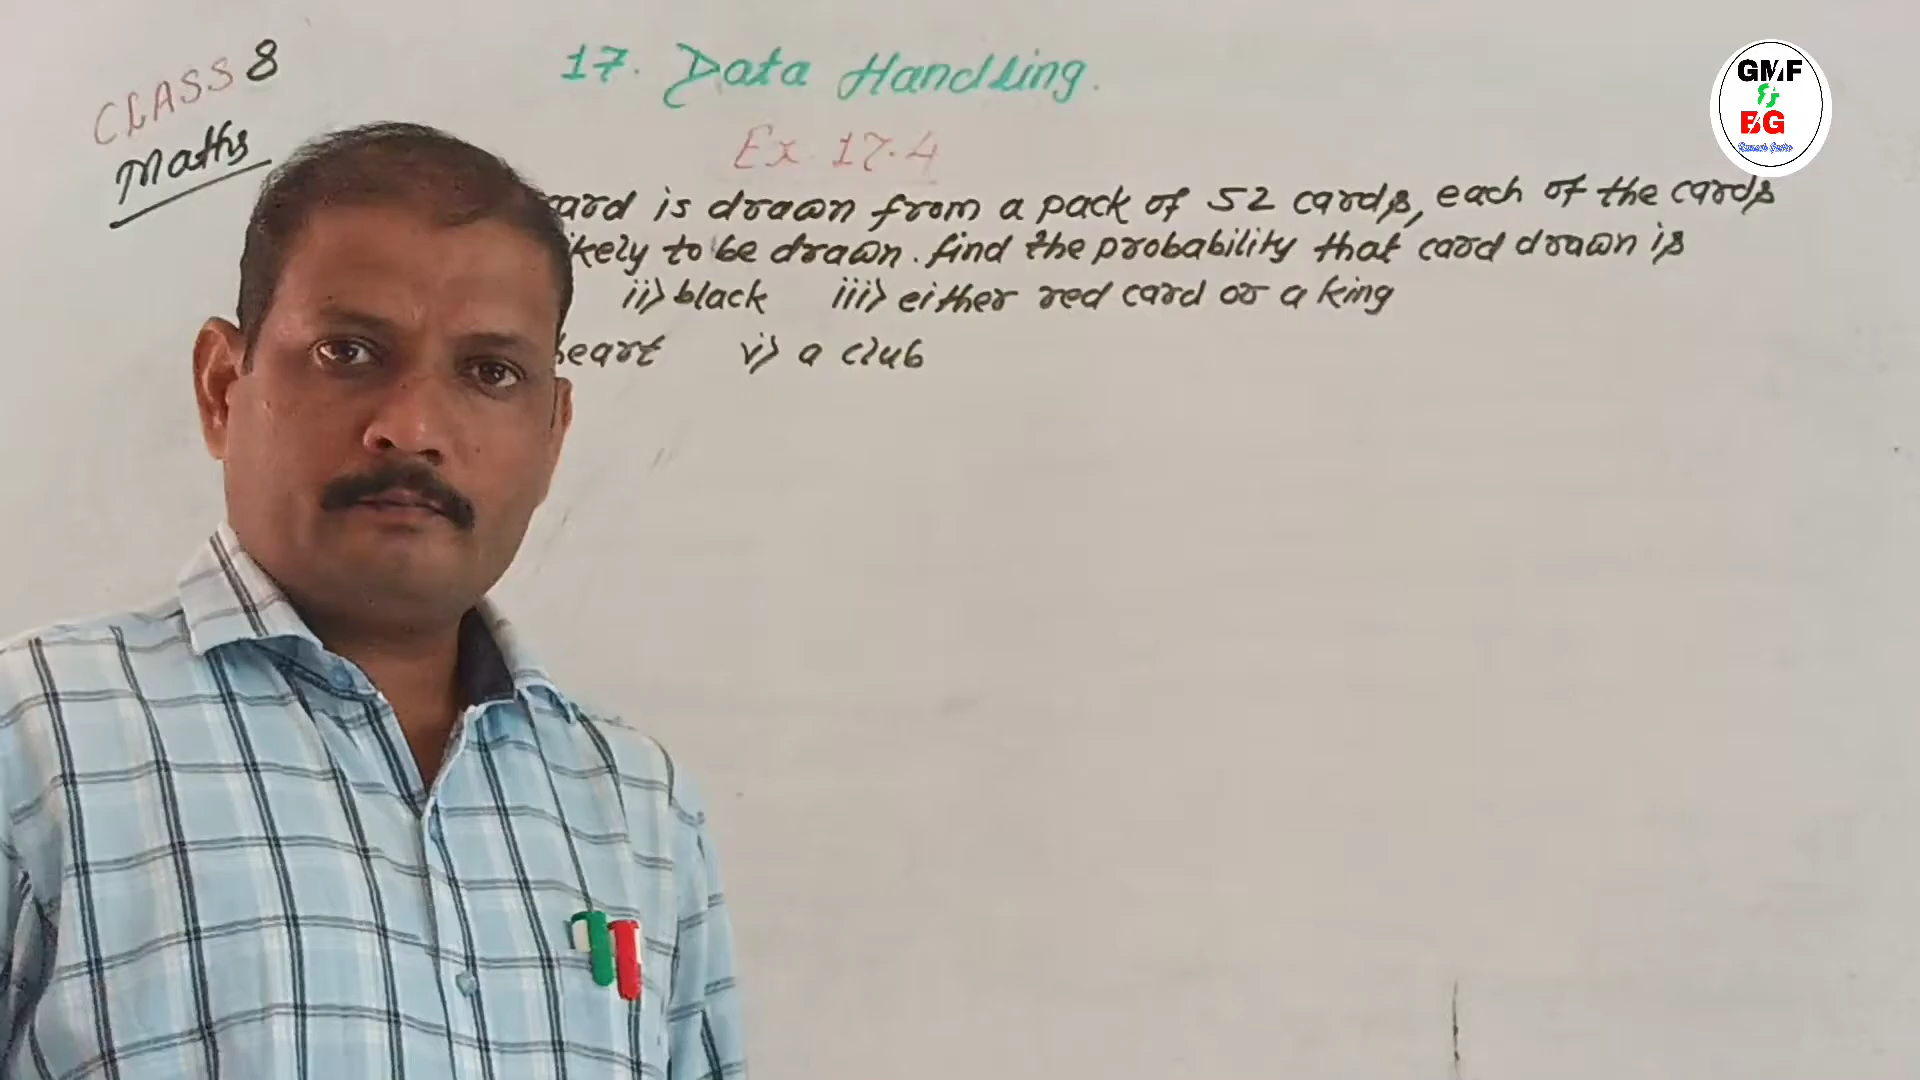 CLASS 8
Maths
17. Data Handling.
Ex. 17.4
card is drawn from a pack of 52 cards, each of the cards
ikely to be drawn. find the probability that card drawn is
ii) black iii) either red card or a king
heart v) a club
GMF
BG